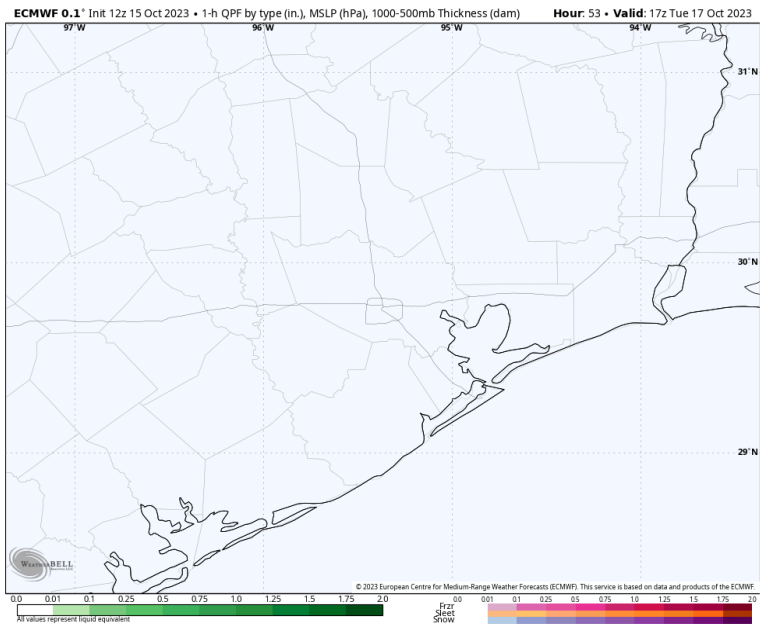 ECMWF 0.1° Init 12z 15 Oct 2023 • 1-h QPF by type (in.), MSLP (hPa), 1000-500mb Thickness (dam) Hour: 53 • Valid: 17z Tue 17 Oct 2023
97°W 96°W 95°W 94°W
31°N
30°N
29°N
WEATHERBELL
© 2023 European Centre for Medium-Range Weather Forecasts (ECMWF). This service is based on data and products of the ECMWF.
0.0 0.01 0.1 0.25 0.5 0.75 1.0 1.25 1.5 1.75 2.0 0.0 0.01 0.1 0.25 0.5 0.75 1.0 1.25 1.5 1.75 2.0
Frzr
Sleet
Snow
All values represent liquid equivalent